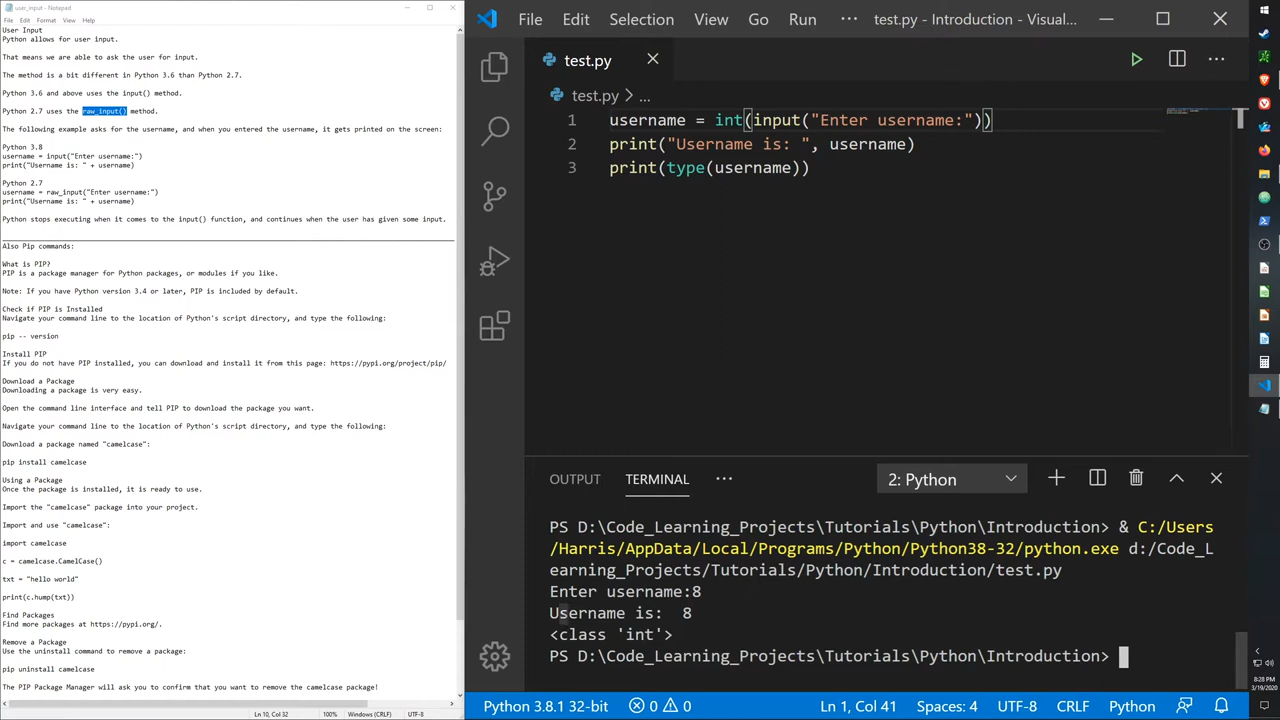 user_input - Notepad
File Edit Format View Help
User Input
Python allows for user input.
That means we are able to ask the user for input.
The method is a bit different in Python 3.6 than Python 2.7.
Python 3.6 and above uses the input() method.
Python 2.7 uses the raw_input() method.
The following example asks for the username, and when you entered the username, it gets printed on the screen:
Python 3.8
username = input("Enter username:")
print("Username is: " + username)
Python 2.7
username = raw_input("Enter username:")
print("Username is: " + username)
Python stops executing when it comes to the input() function, and continues when the user has given some input.
Also Pip commands:
What is PIP?
PIP is a package manager for Python packages, or modules if you like.
Note: If you have Python version 3.4 or later, PIP is included by default.
Check if PIP is Installed
Navigate your command line to the location of Python's script directory, and type the following:
pip -- version
Install PIP
If you do not have PIP installed, you can download and install it from this page: https://pypi.org/project/pip/
Download a Package
Downloading a package is very easy.
Open the command line interface and tell PIP to download the package you want.
Navigate your command line to the location of Python's script directory, and type the following:
Download a package named "camelcase":
pip install camelcase
Using a Package
Once the package is installed, it is ready to use.
Import the "camelcase" package into your project.
Import and use "camelcase":
import camelcase
c = camelcase.CamelCase()
txt = "hello world"
print(c.hump(txt))
Find Packages
Find more packages at https://pypi.org/.
Remove a Package
Use the uninstall command to remove a package:
pip uninstall camelcase
The PIP Package Manager will ask you to confirm that you want to remove the camelcase package!
Ln 10, Col 32 100% Windows (CRLF) UTF-8
File Edit Selection View Go Run ··· test.py - Introduction - Visual...
test.py
test.py > ...
1 username = int(input("Enter username:"))
2 print("Username is: ", username)
3 print(type(username))
OUTPUT TERMINAL ··· 2: Python
PS D:\Code_Learning_Projects\Tutorials\Python\Introduction> & C:/Users
/Harris/AppData/Local/Programs/Python/Python38-32/python.exe d:/Code_L
earning_Projects/Tutorials/Python/Introduction/test.py
Enter username:8
Username is:  8
<class 'int'>
PS D:\Code_Learning_Projects\Tutorials\Python\Introduction>
Python 3.8.1 32-bit 0 0 Ln 1, Col 41 Spaces: 4 UTF-8 CRLF Python
8:28 PM
3/19/2020